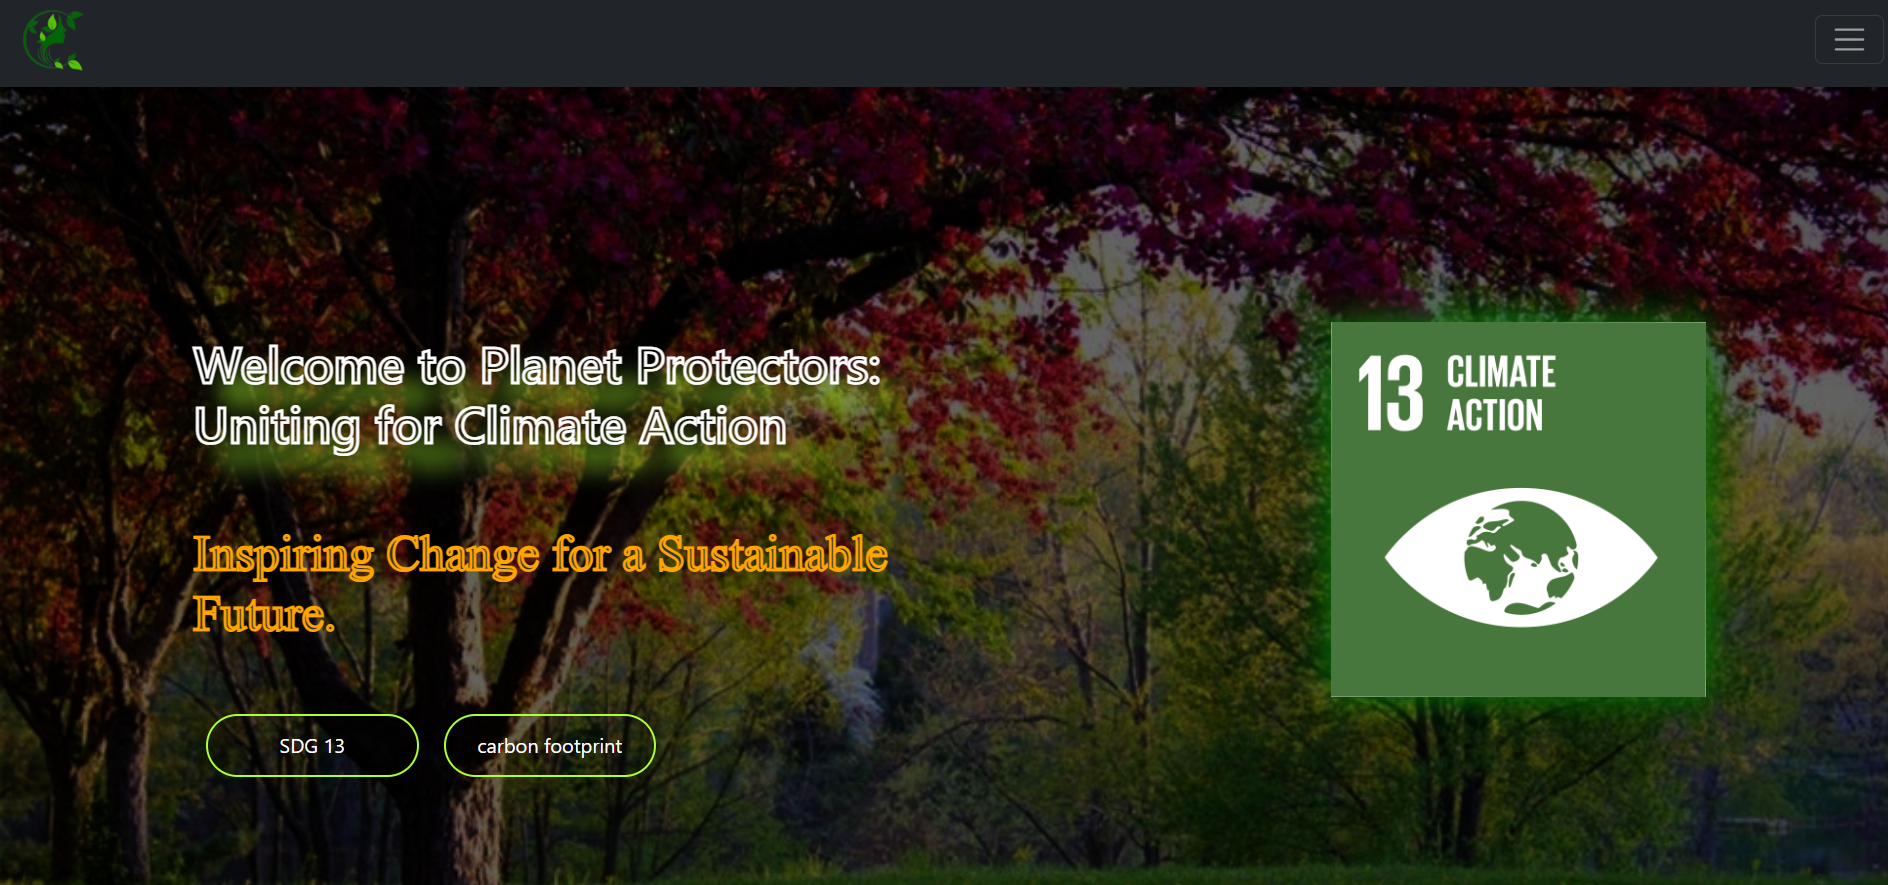 Welcome to Planet Protectors:
Uniting for Climate Action
Inspiring Change for a Sustainable
Future.
SDG 13
carbon footprint
13 CLIMATE
ACTION